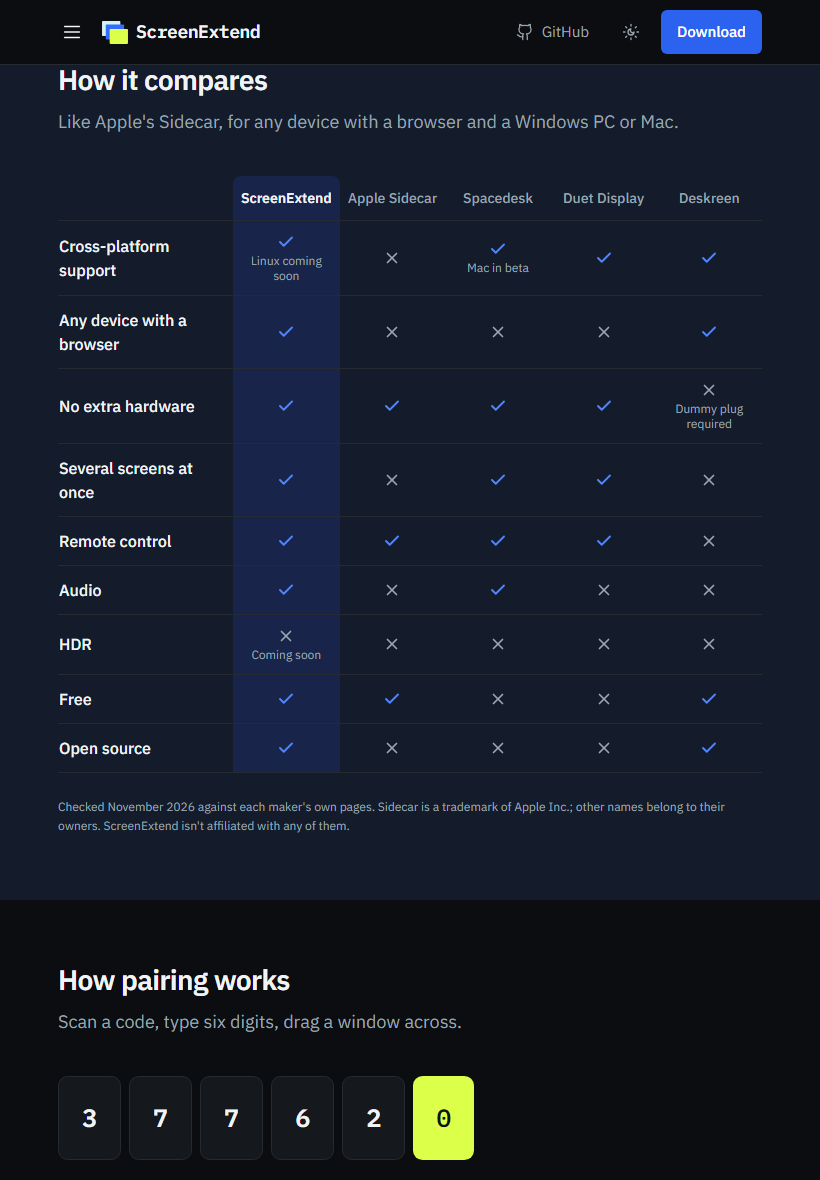 ScreenExtend
GitHub
Download
How it compares
Like Apple's Sidecar, for any device with a browser and a Windows PC or Mac.
ScreenExtend Apple Sidecar Spacedesk Duet Display Deskreen
Cross-platform
support
Linux coming
soon
Mac in beta
Any device with a
browser
No extra hardware
Dummy plug
required
Several screens at
once
Remote control
Audio
HDR
Coming soon
Free
Open source
Checked November 2026 against each maker's own pages. Sidecar is a trademark of Apple Inc.; other names belong to their
owners. ScreenExtend isn't affiliated with any of them.
How pairing works
Scan a code, type six digits, drag a window across.
3 7 7 6 2 0